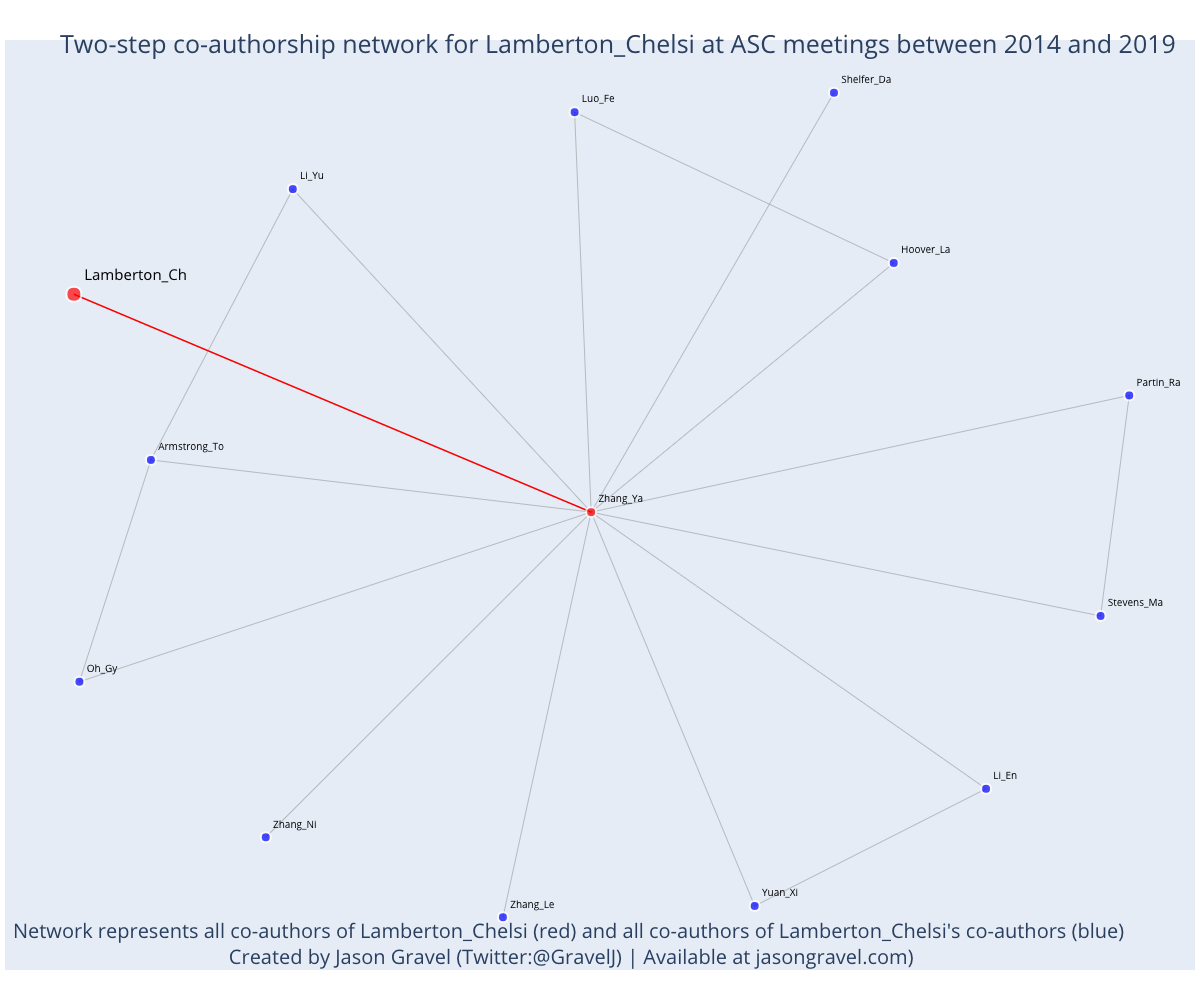 Two-step co-authorship network for Lamberton_Chelsi at ASC meetings between 2014 and 2019
Shelfer_Da
Luo_Fe
Li_Yu
Hoover_La
Lamberton_Ch
Partin_Ra
Armstrong_To
Zhang_Ya
Stevens_Ma
Oh_Gy
Li_En
Zhang_Ni
Yuan_Xi
Zhang_Le
Network represents all co-authors of Lamberton_Chelsi (red) and all co-authors of Lamberton_Chelsi's co-authors (blue)
Created by Jason Gravel (Twitter:@GravelJ) | Available at jasongravel.com)